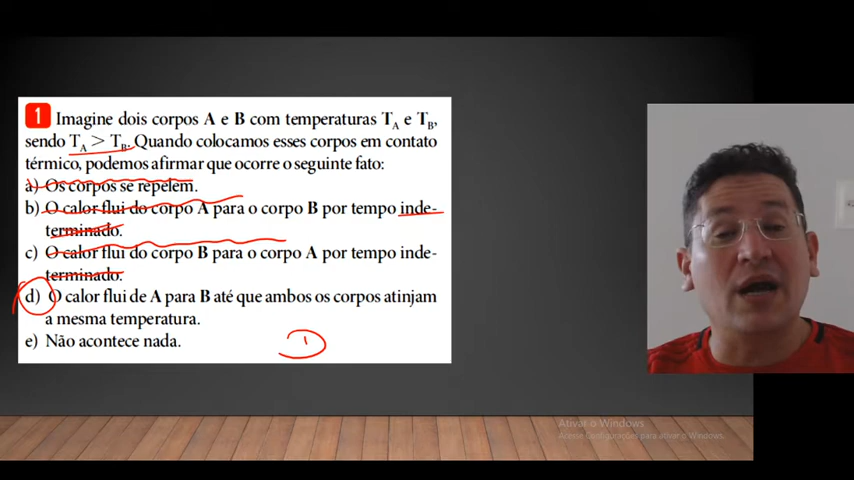 1 Imagine dois corpos A e B com temperaturas TA e TB,
sendo TA > TB. Quando colocamos esses corpos em contato
térmico, podemos afirmar que ocorre o seguinte fato:
a) Os corpos se repelem.
b) O calor flui do corpo A para o corpo B por tempo inde-
terminado.
c) O calor flui do corpo B para o corpo A por tempo inde-
terminado.
d) O calor flui de A para B até que ambos os corpos atinjam
a mesma temperatura.
e) Não acontece nada.
Ativar o Windows
Acesse Configurações para ativar o Windows.